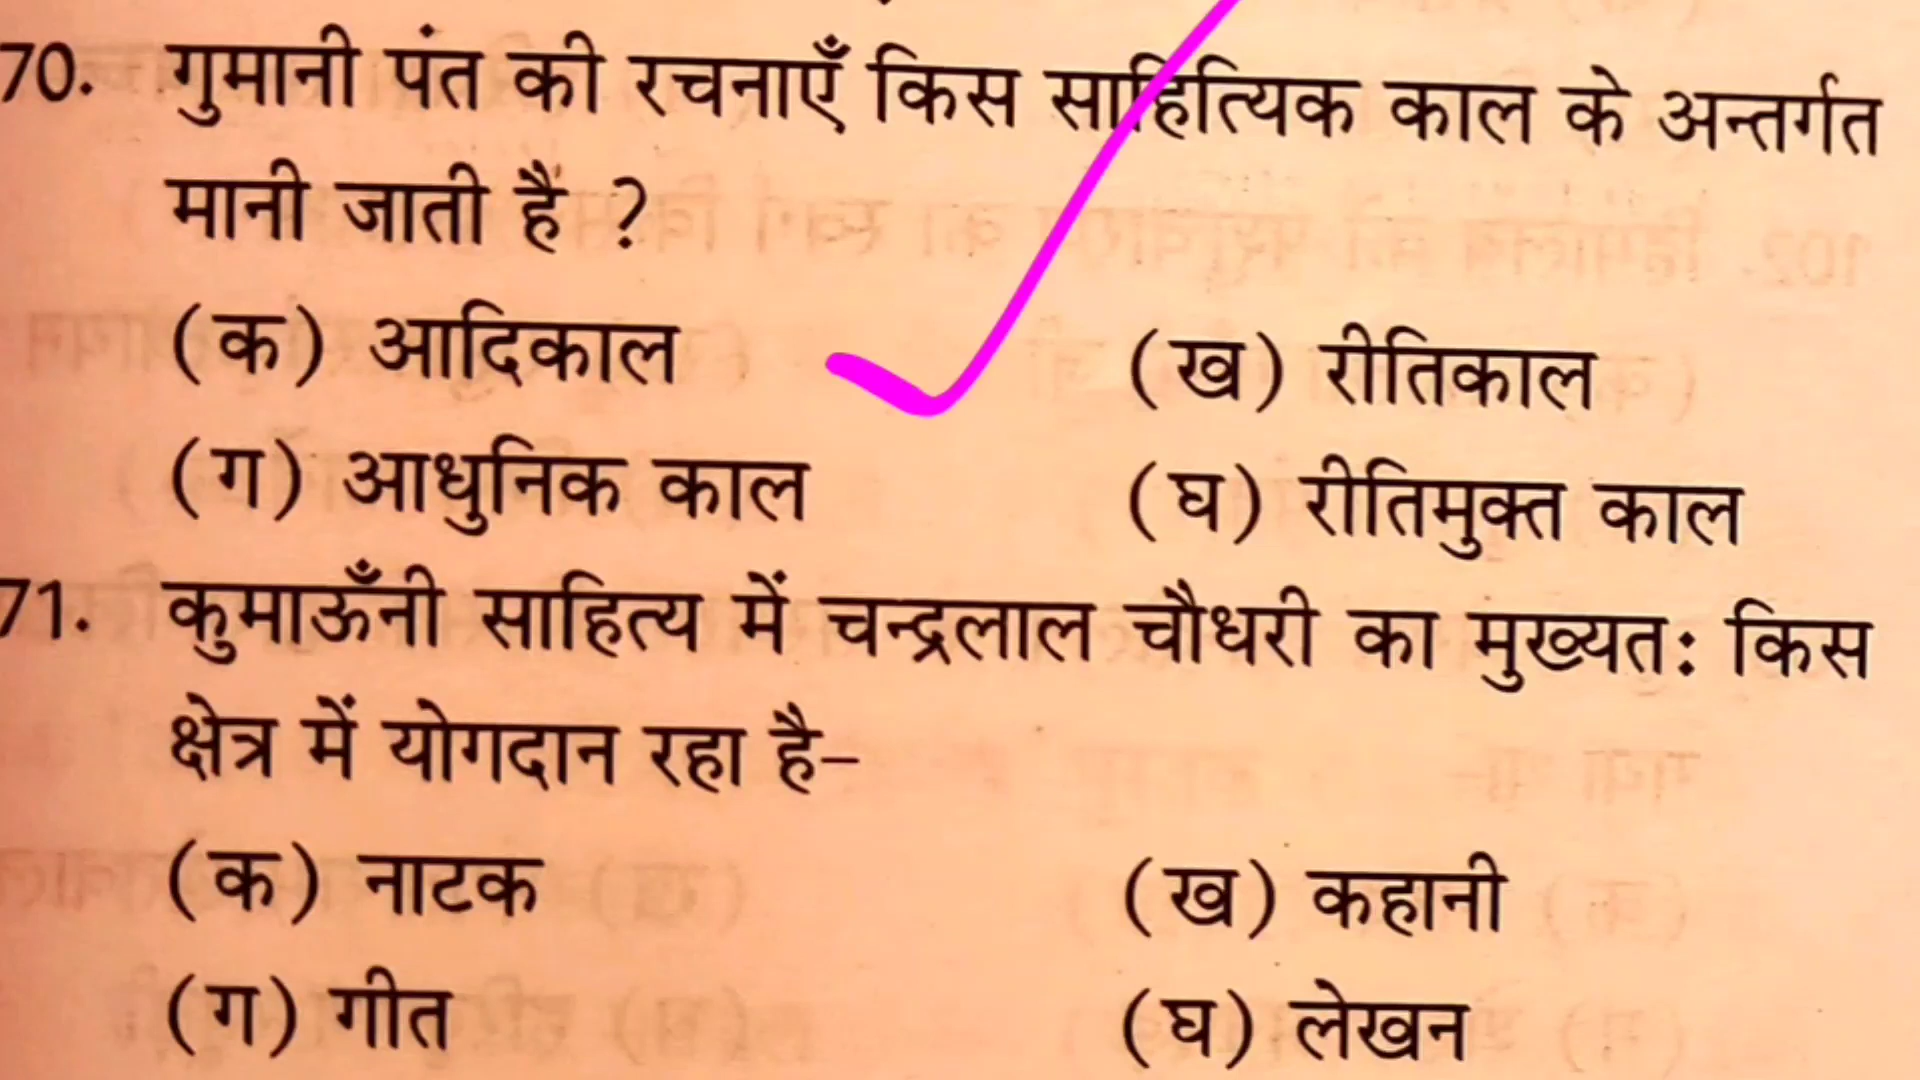 70. गुमानी पंत की रचनाएँ किस साहित्यिक काल के अन्तर्गत
मानी जाती हैं ?
(क) आदिकाल (ख) रीतिकाल
(ग) आधुनिक काल (घ) रीतिमुक्त काल
71. कुमाऊँनी साहित्य में चन्द्रलाल चौधरी का मुख्यतः किस
क्षेत्र में योगदान रहा है-
(क) नाटक (ख) कहानी
(ग) गीत (घ) लेखन